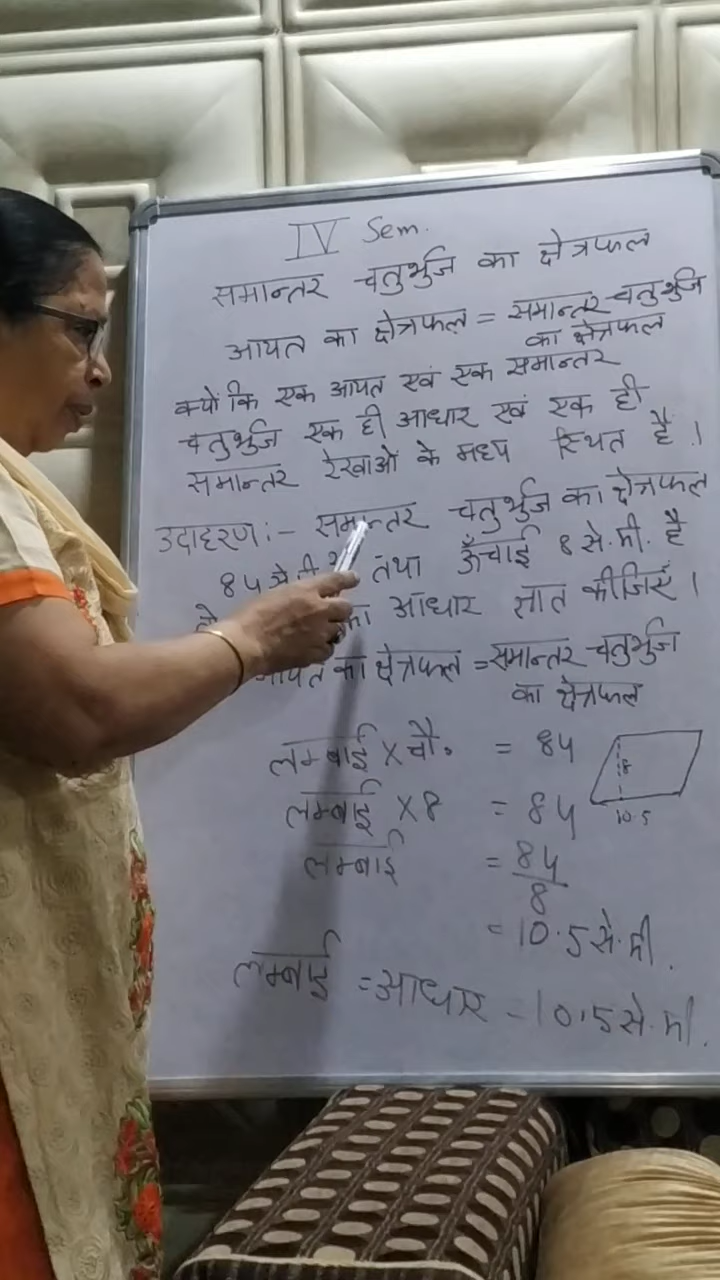 IV Sem.
समान्तर चतुर्भुज का क्षेत्रफल
आयत का क्षेत्रफल = समान्तर चतुर्भुज
का क्षेत्रफल
क्यो कि एक आयत एवं एक समान्तर
चतुर्भुज एक ही आधार एवं एक ही
समान्तर रेखाओ के मध्य स्थित है।
उदाहरण:- समान्तर चतुर्भुज का क्षेत्रफल
84 तथा ऊँचाई 8 से.मी. है
का आधार ज्ञात कीजिएँ।
का क्षेत्रफल = समान्तर चतुर्भुज
का क्षेत्रफल
लम्बाई × चौ॰ = 84
लम्बाई × 8 = 84
लम्बाई = 84/8
= 10.5 से.मी.
लम्बाई = आधार - 10.5 से.मी.
8
10.5